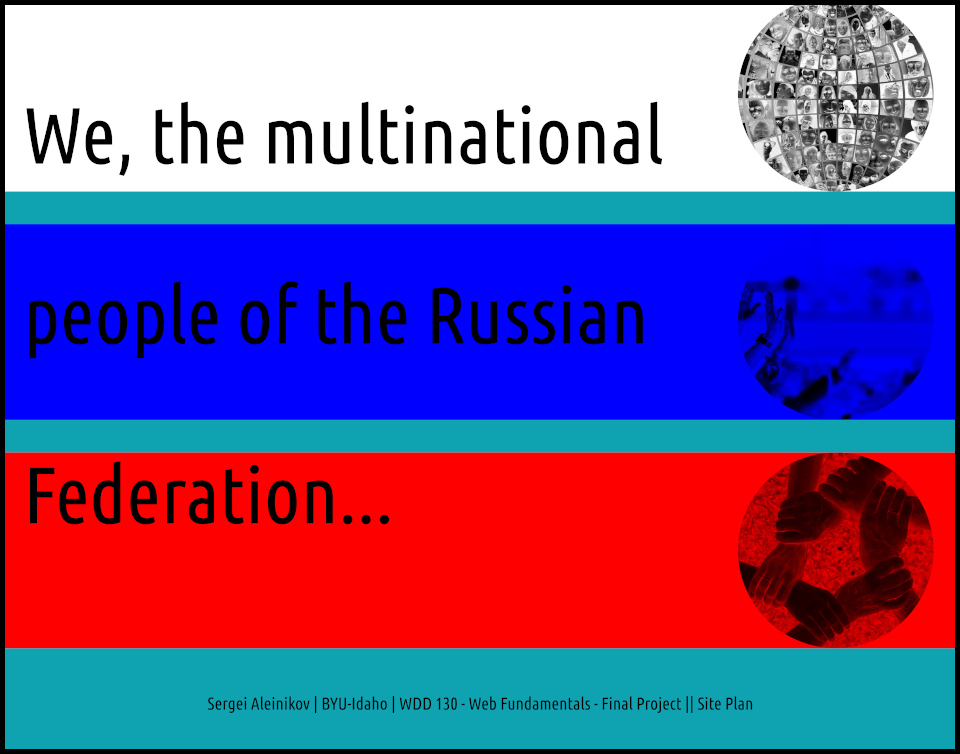 We, the multinational
people of the Russian
Federation...
Sergei Aleinikov | BYU-Idaho | WDD 130 - Web Fundamentals - Final Project || Site Plan